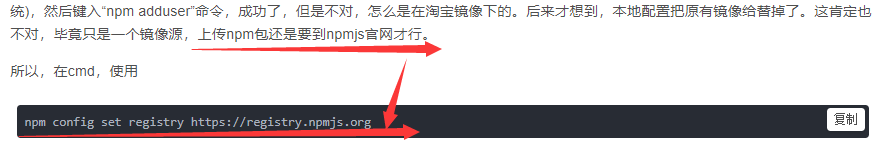 统)，然后键入“npm adduser”命令，成功了，但是不对，怎么是在淘宝镜像下的。后来才想到，本地配置把原有镜像给替掉了。这肯定也
不对，毕竟只是一个镜像源，上传npm包还是要到npmjs官网才行。
所以，在cmd，使用
npm config set registry https://registry.npmjs.org
复制